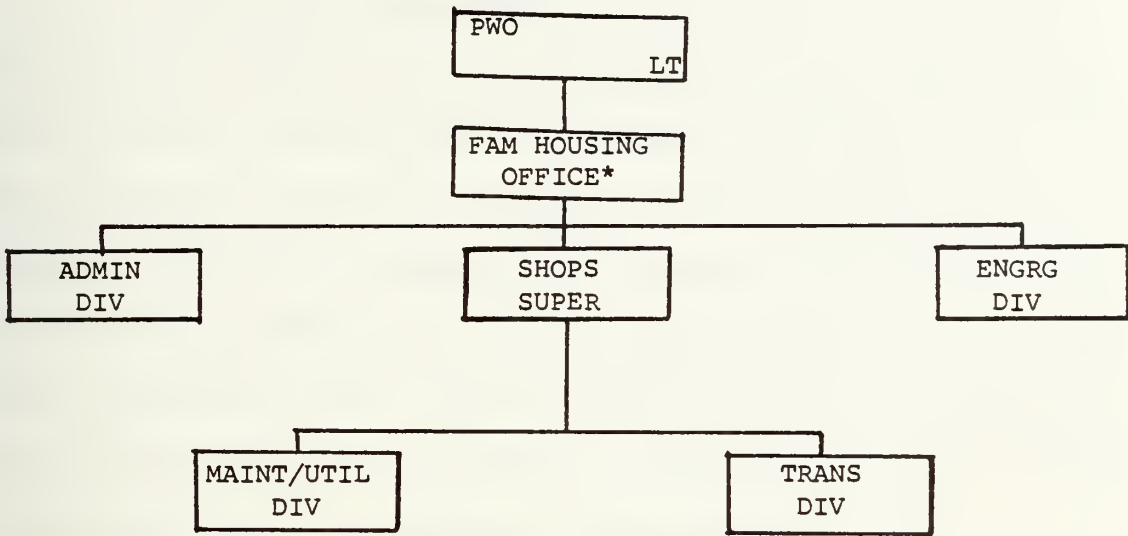 PWO
LT
FAM HOUSING
OFFICE*
ADMIN
DIV
SHOPS
SUPER
ENGRG
DIV
MAINT/UTIL
DIV
TRANS
DIV